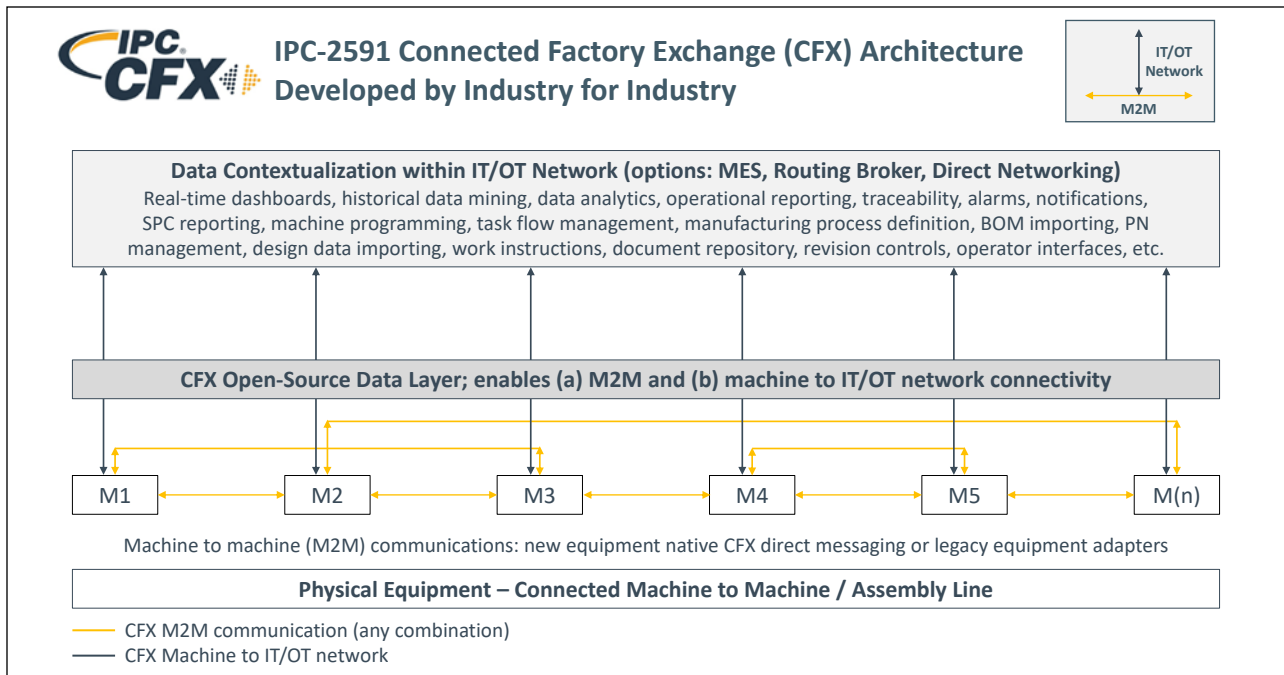 IPC®
CFX
IPC-2591 Connected Factory Exchange (CFX) Architecture
Developed by Industry for Industry
IT/OT
Network
M2M
Data Contextualization within IT/OT Network (options: MES, Routing Broker, Direct Networking)
Real-time dashboards, historical data mining, data analytics, operational reporting, traceability, alarms, notifications,
SPC reporting, machine programming, task flow management, manufacturing process definition, BOM importing, PN
management, design data importing, work instructions, document repository, revision controls, operator interfaces, etc.
CFX Open-Source Data Layer; enables (a) M2M and (b) machine to IT/OT network connectivity
M1 M2 M3 M4 M5 M(n)
Machine to machine (M2M) communications: new equipment native CFX direct messaging or legacy equipment adapters
Physical Equipment – Connected Machine to Machine / Assembly Line
CFX M2M communication (any combination)
CFX Machine to IT/OT network